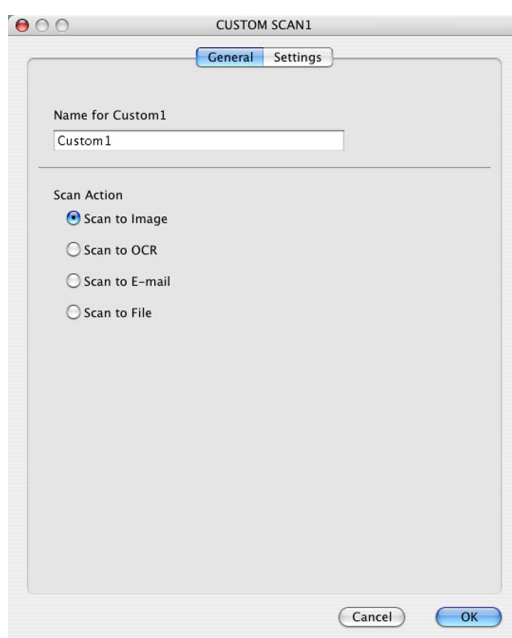 CUSTOM SCAN1
General Settings
Name for Custom1
Custom1
Scan Action
Scan to Image
Scan to OCR
Scan to E-mail
Scan to File
Cancel OK